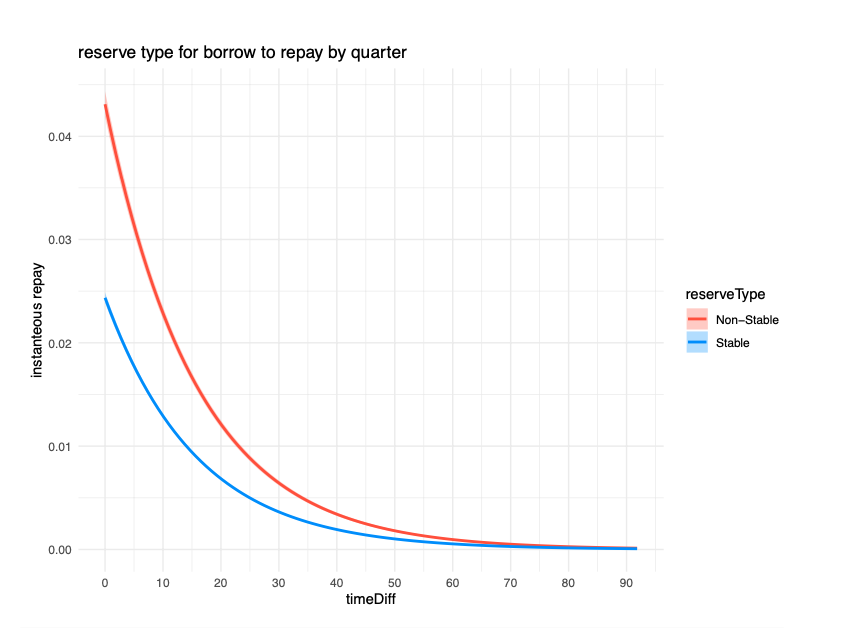 reserve type for borrow to repay by quarter
0.04
0.03
0.02
0.01
0.00
instanteous repay
0 10 20 30 40 50 60 70 80 90
timeDiff
reserveType
Non−Stable
Stable